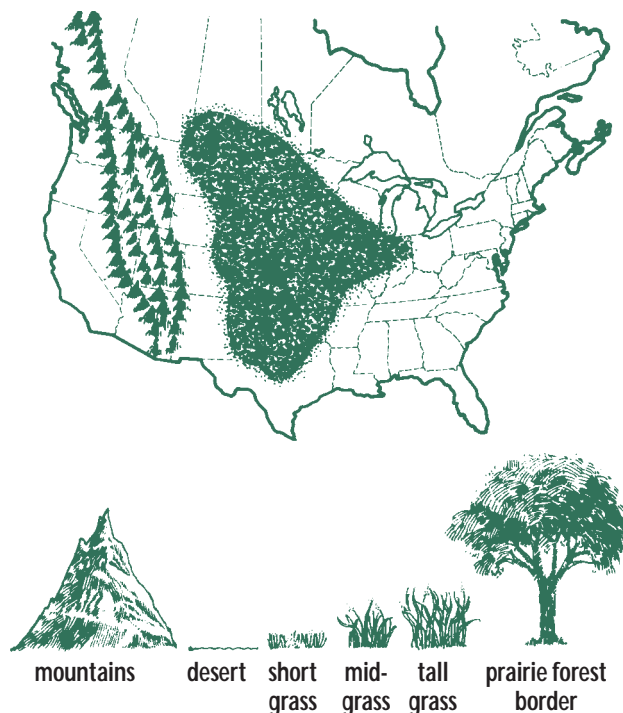 mountains
desert
short
grass
mid-
grass
tall
grass
prairie forest
border